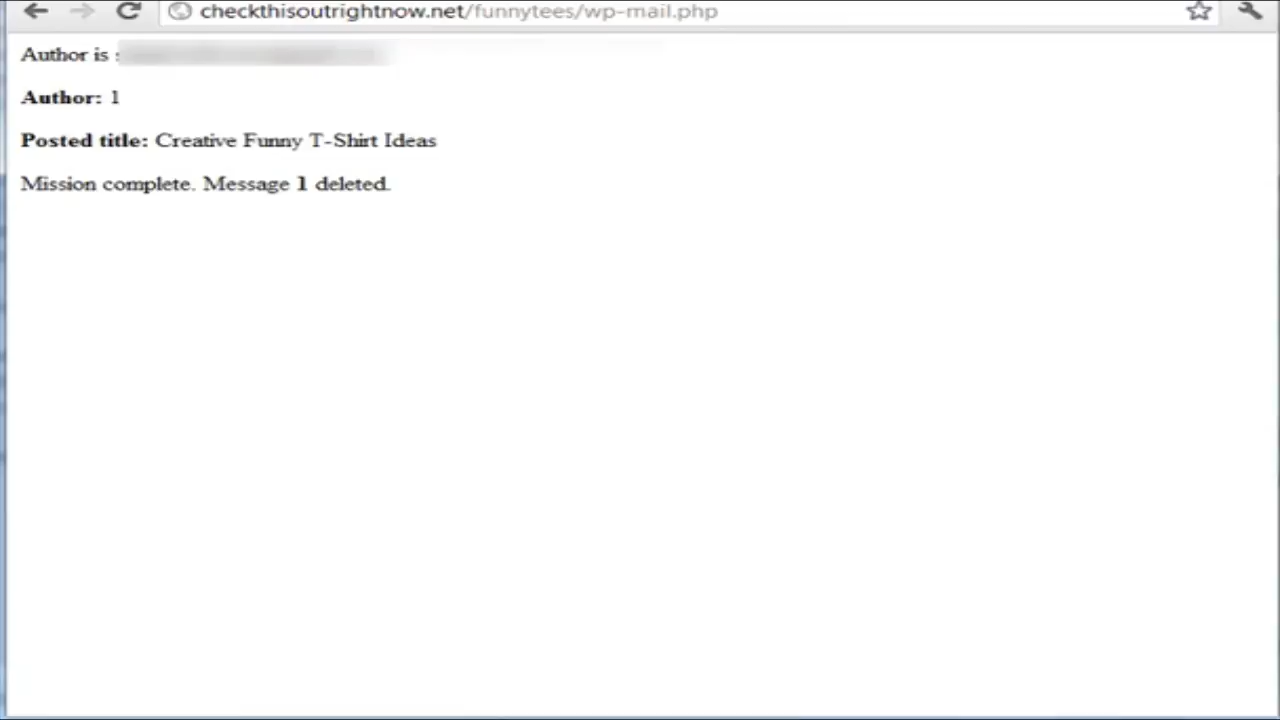 checkthisoutrightnow.net/funnytees/wp-mail.php
Author is
Author: 1
Posted title: Creative Funny T-Shirt Ideas
Mission complete. Message 1 deleted.